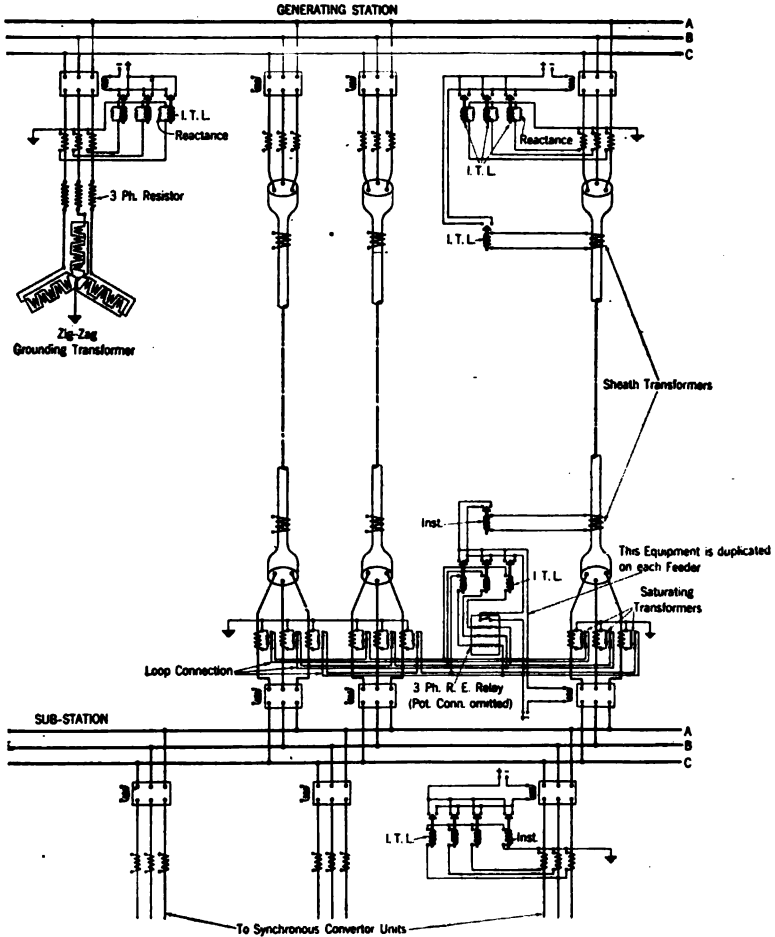 GENERATING STATION
A
B
C
I. T. L.
Reactance
3 Ph. Resistor
Zig-Zag
Grounding Transformer
Reactance
I. T. L.
I. T. L.
Sheath Transformers
Inst.
This Equipment is duplicated
on each Feeder
I. T. L.
Saturating
Transformers
Loop Connection
3 Ph. R. E. Relay
(Pot. Conn. omitted)
SUB-STATION
A
B
C
I. T. L.
Inst.
To Synchronous Convertor Units